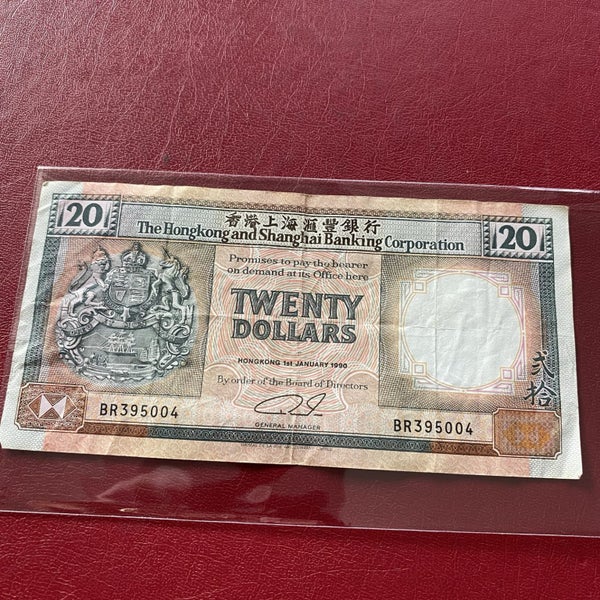 20
香港上海滙豐銀行
The Hongkong and Shanghai Banking Corporation
20
Promises to pay the bearer
on demand at its Office here
TWENTY
DOLLARS
HONGKONG 1st JANUARY 1990
By order of the Board of Directors
GENERAL MANAGER
BR395004
BR395004
貳拾